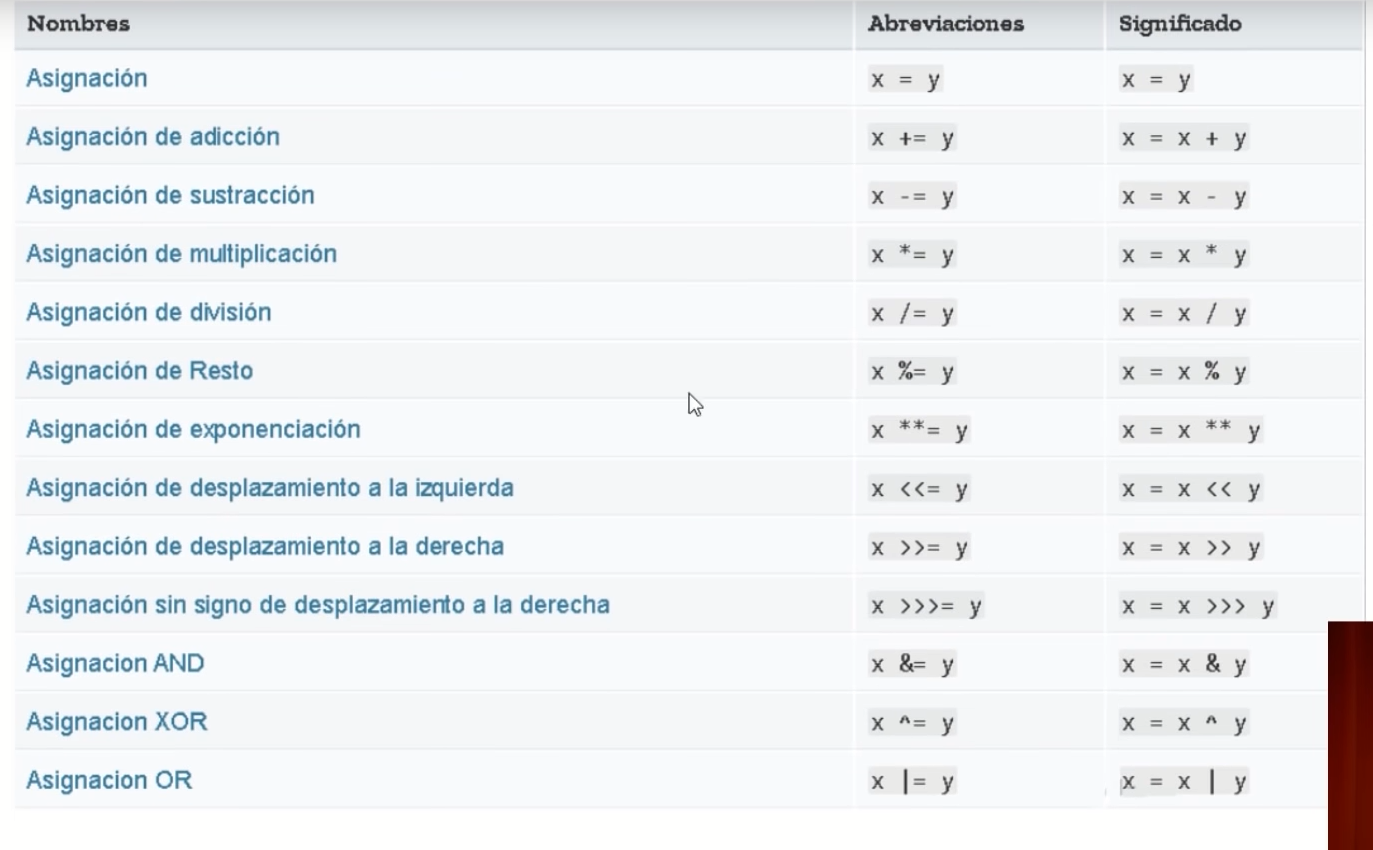 Nombres Abreviaciones Significado
Asignación x = y x = y
Asignación de adicción x += y x = x + y
Asignación de sustracción x -= y x = x - y
Asignación de multiplicación x *= y x = x * y
Asignación de división x /= y x = x / y
Asignación de Resto x %= y x = x % y
Asignación de exponenciación x **= y x = x ** y
Asignación de desplazamiento a la izquierda x <<= y x = x << y
Asignación de desplazamiento a la derecha x >>= y x = x >> y
Asignación sin signo de desplazamiento a la derecha x >>>= y x = x >>> y
Asignacion AND x &= y x = x & y
Asignacion XOR x ^= y x = x ^ y
Asignacion OR x |= y x = x | y